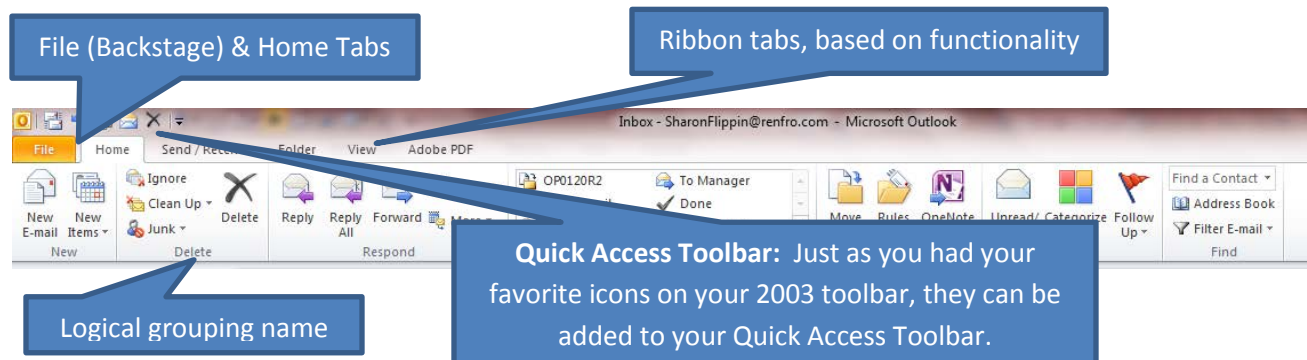 File (Backstage) & Home Tabs
Ribbon tabs, based on functionality
Inbox - SharonFlippin@renfro.com - Microsoft Outlook
File Home Send / Folder View Adobe PDF
New E-mail
New Items
Ignore
Clean Up
Junk
Delete
Reply
Reply All
Forward
OP0120R2
To Manager
Done
Move
Rules
OneNote
Unread/
Categorize
Follow Up
Find a Contact
Address Book
Filter E-mail
New
Delete
Respond
Find
Quick Access Toolbar: Just as you had your
favorite icons on your 2003 toolbar, they can be
added to your Quick Access Toolbar.
Logical grouping name